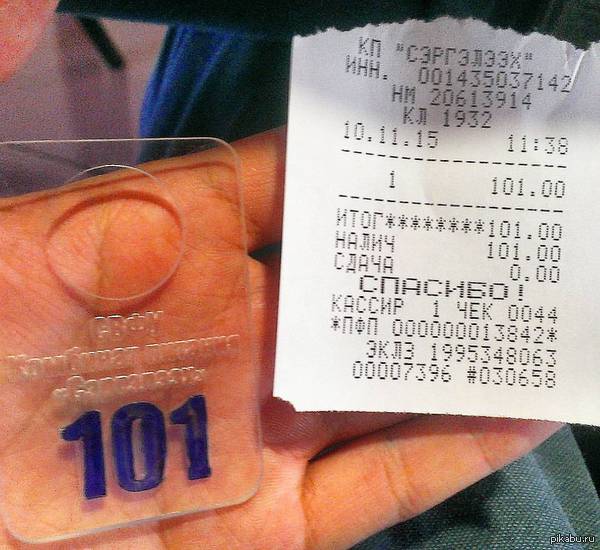 СВФУ
Комбинат питания
«Сэргэлээх»
101
КП "СЭРГЭЛЭЭХ"
ИНН. 001435037142
НМ 20613914
КЛ 1932
10.11.15 11:38
--------------------
1 101.00
--------------------
ИТОГ********101.00
НАЛИЧ 101.00
СДАЧА 0.00
СПАСИБО!
КАССИР 1 ЧЕК 0044
*ПФП 000000013842*
ЭКЛЗ 1995348063
00007396 #030658
pikabu.ru